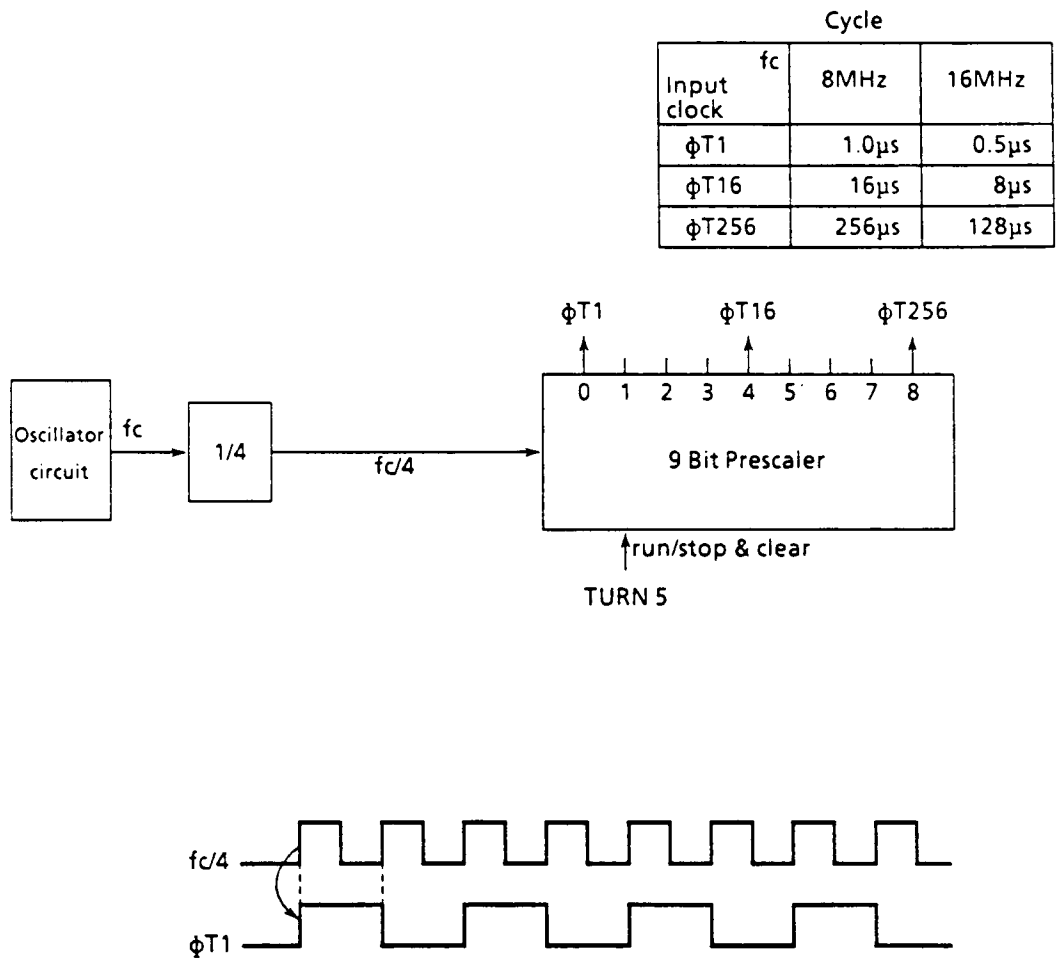 Cycle
fc
Input
clock
8MHz
16MHz
ϕT1
1.0μs
0.5μs
ϕT16
16μs
8μs
ϕT256
256μs
128μs
ϕT1
ϕT16
ϕT256
0 1 2 3 4 5 6 7 8
Oscillator
circuit
fc
1/4
fc/4
9 Bit Prescaler
run/stop & clear
TURN 5
fc/4
ϕT1